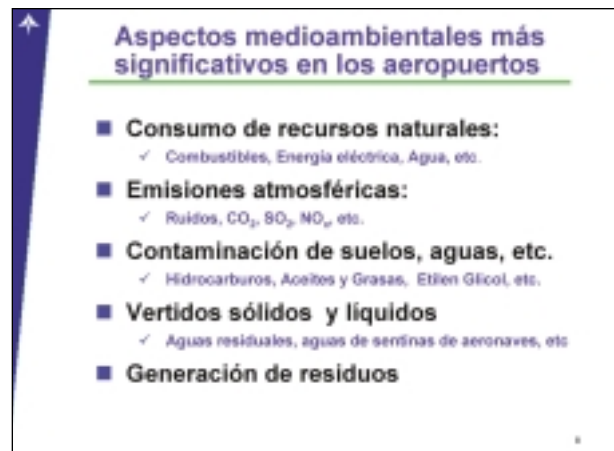 Aspectos medioambientales más
significativos en los aeropuertos
Consumo de recursos naturales:
Combustibles, Energía eléctrica, Agua, etc.
Emisiones atmosféricas:
Ruidos, CO₂, SO₂, NOₓ, etc.
Contaminación de suelos, aguas, etc.
Hidrocarburos, Aceites y Grasas, Etilen Glicol, etc.
Vertidos sólidos y líquidos
Aguas residuales, aguas de sentinas de aeronaves, etc
Generación de residuos